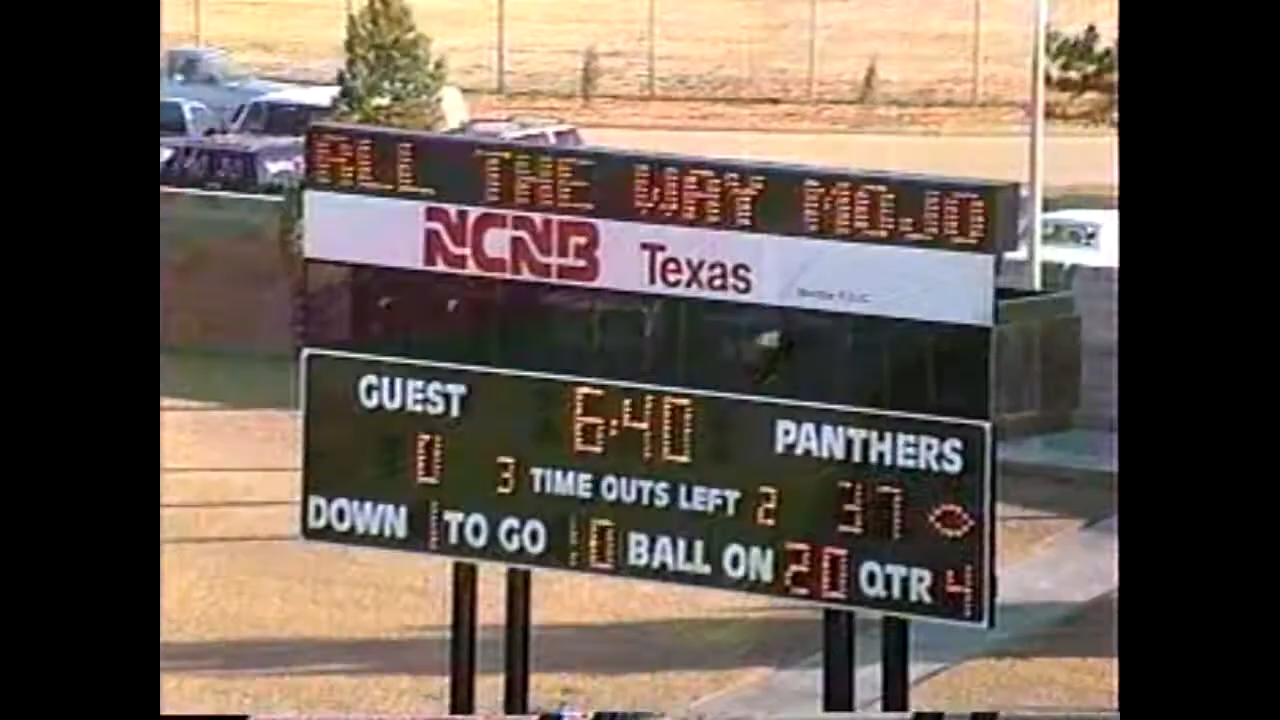 ALL THE WAY MOJO
NCNB Texas
GUEST 6:40 PANTHERS
0 3 TIME OUTS LEFT 2 37
DOWN 1 TO GO 10 BALL ON 20 QTR 4